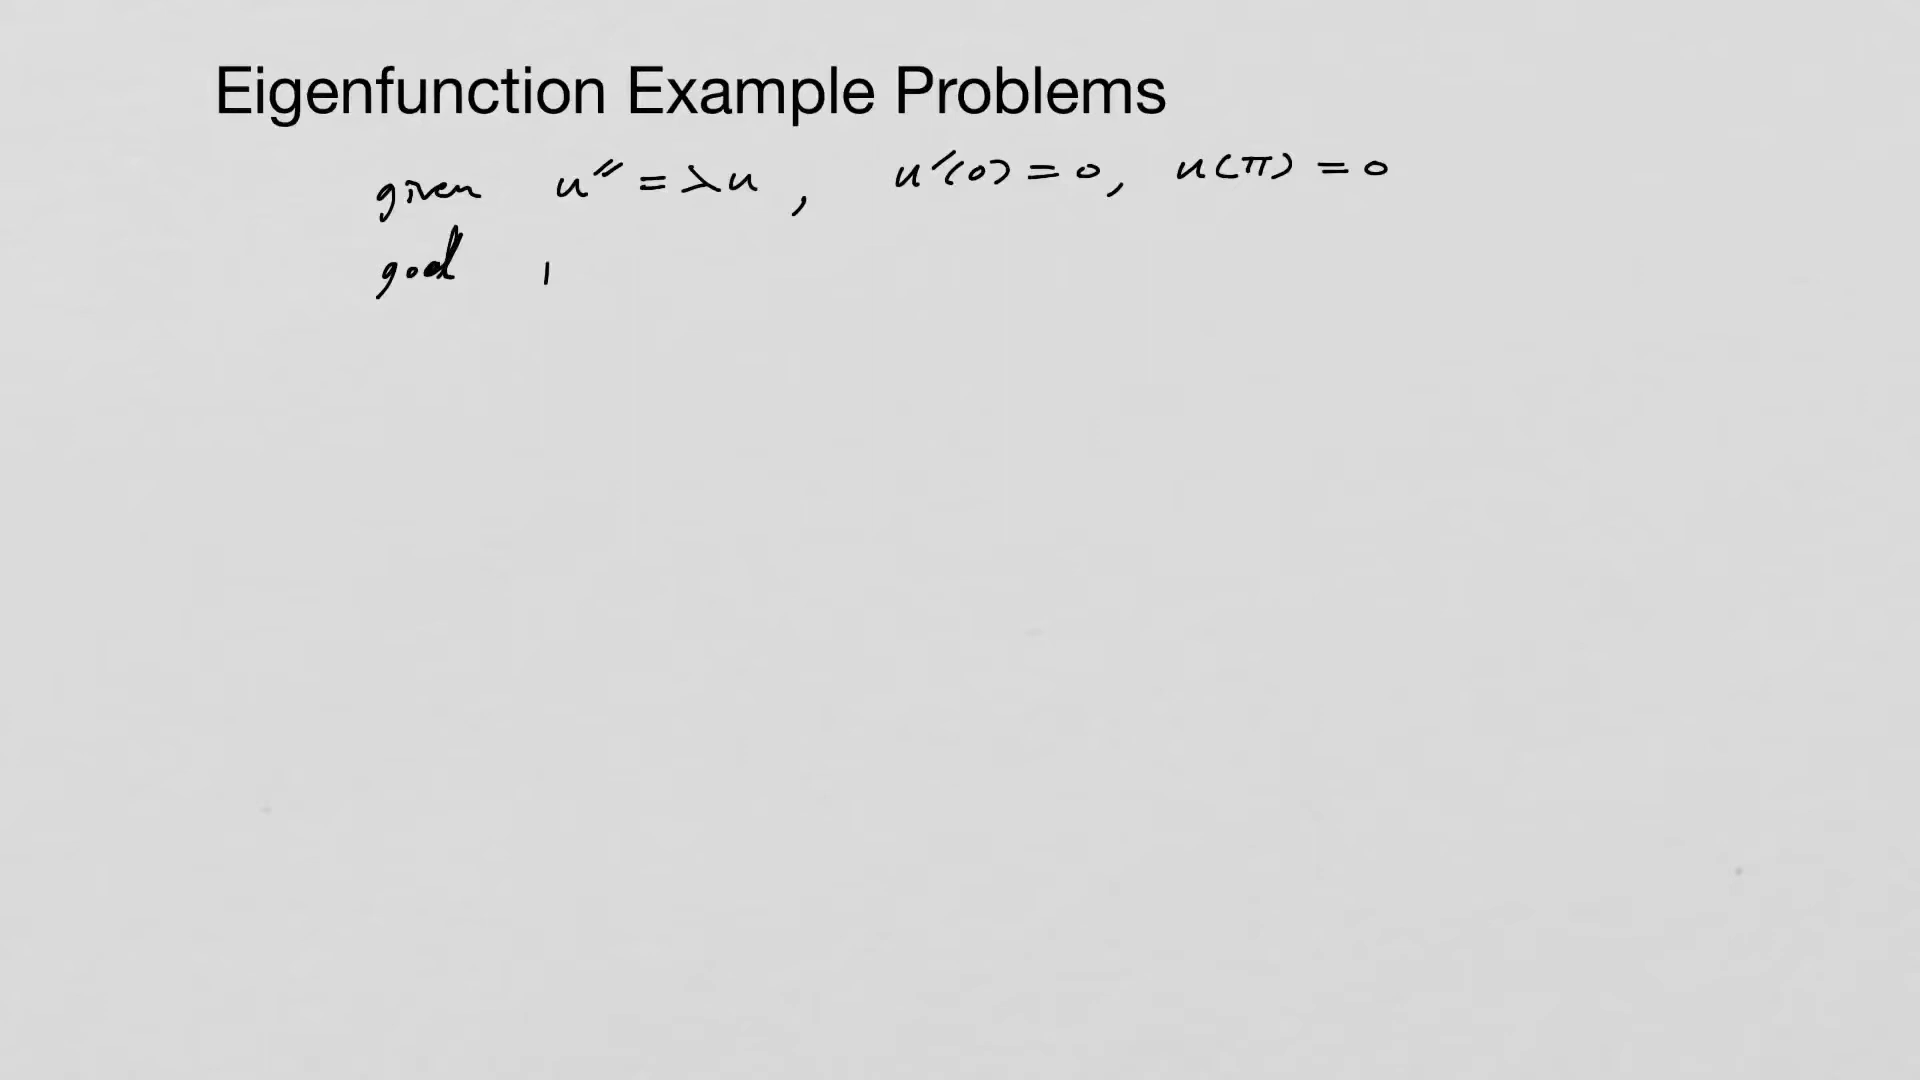 Eigenfunction Example Problems
given u″ = λu , u′(0) = 0, u(π) = 0
goal